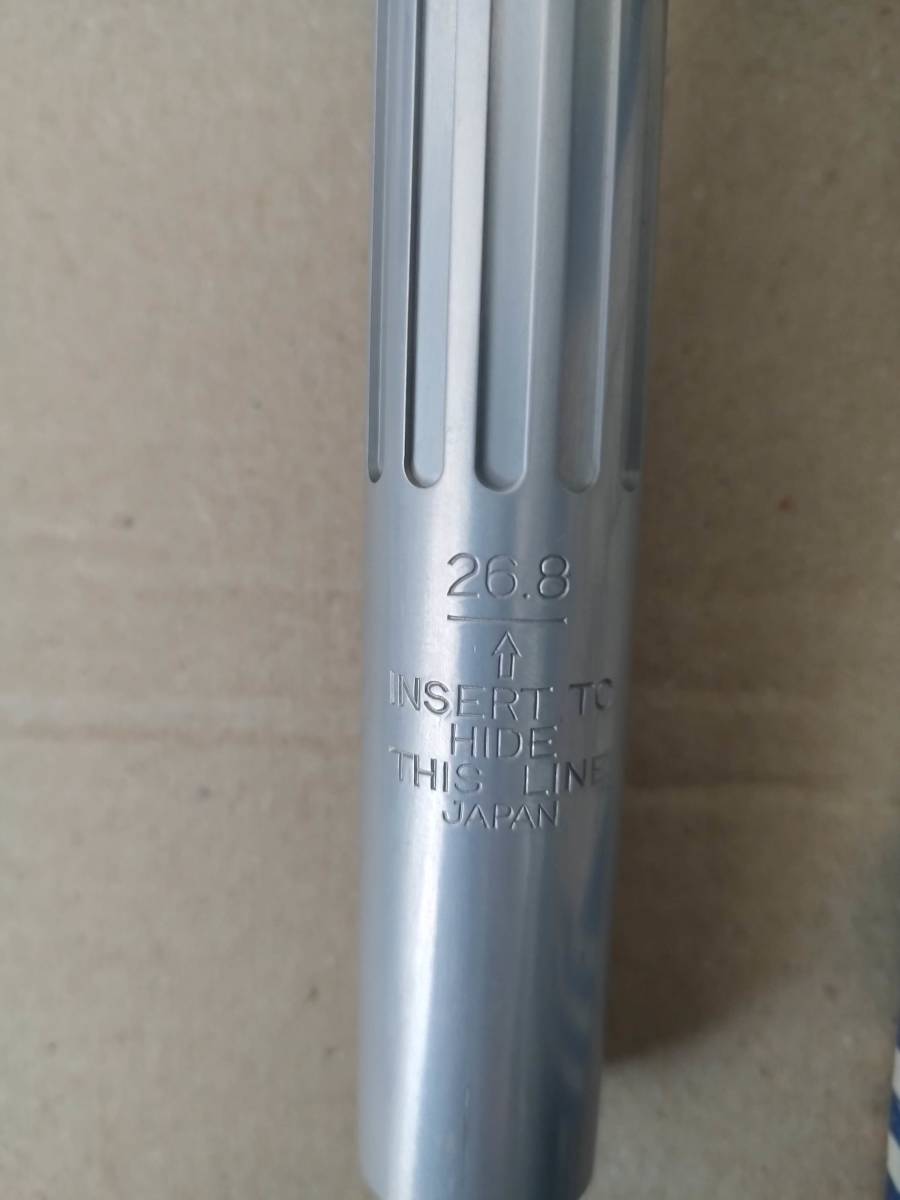 26.8
INSERT TO
HIDE
THIS LINE
JAPAN